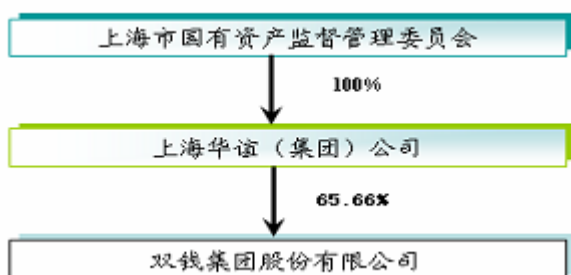 上海市国有资产监督管理委员会
100%
上海华谊（集团）公司
65.66%
双钱集团股份有限公司